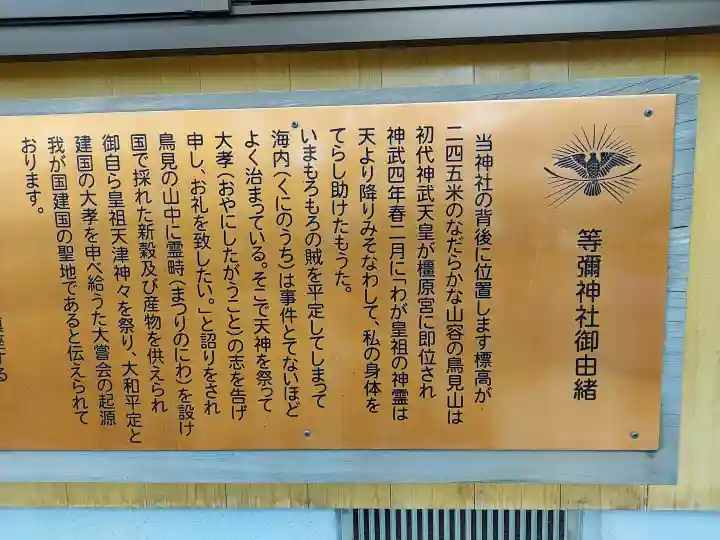 等彌神社御由緒
当神社の背後に位置します標高が
二四五米のなだらかな山容の鳥見山は
初代神武天皇が橿原宮に即位され
神武四年春二月に「わが皇祖の神霊は
天より降りみそなわして、私の身体を
てらし助けたもうた。
いまもろもろの賊を平定してしまって
海内(くにのうち)は事件とてないほど
よく治まっている。そこで天神を祭って
大孝(おやにしたがうこと)の志を告げ
申し、お礼を致したい。」と詔りをされ
鳥見の山中に霊畤(まつりのにわ)を設け
国で採れた新穀及び産物を供えられ
御自ら皇祖天津神々を祭り、大和平定と
建国の大孝を申べ給うた大嘗会の起源
我が国建国の聖地であると伝えられて
おります。